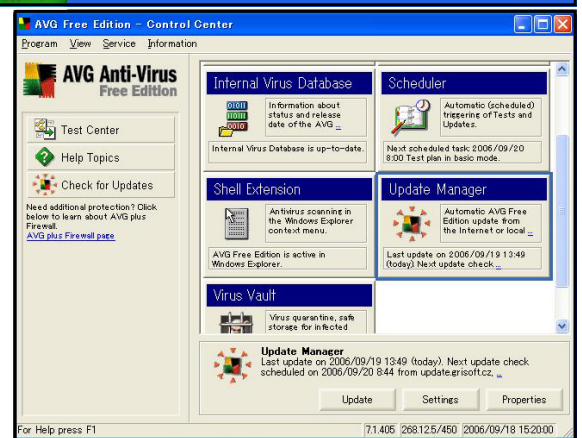 AVG Free Edition - Control Center
Program View Service Information
AVG Anti-Virus
Free Edition
Test Center
Help Topics
Check for Updates
Need additional protection? Click
below to learn about AVG plus
Firewall.
AVG plus Firewall page
Internal Virus Database
Information about
status and release
date of the AVG ...
Internal Virus Database is up-to-date.
Scheduler
Automatic (scheduled)
triggering of Tests and
Updates.
Next scheduled task 2006/09/20
8:00 Test plan in basic mode.
Shell Extension
Antivirus scanning in
the Windows Explorer
context menu.
AVG Free Edition is active in
Windows Explorer.
Update Manager
Automatic AVG Free
Edition update from
the Internet or local ...
Last update on 2006/09/19 13:49
(today). Next update check ...
Virus Vault
Virus quarantine, safe
storage for infected
Update Manager
Last update on 2006/09/19 13:49 (today). Next update check
scheduled on 2006/09/20 8:44 from update.grisoft.cz, ...
Update
Settings
Properties
For Help press F1
7.1.405
268.12.5/450
2006/09/18 15:20:00